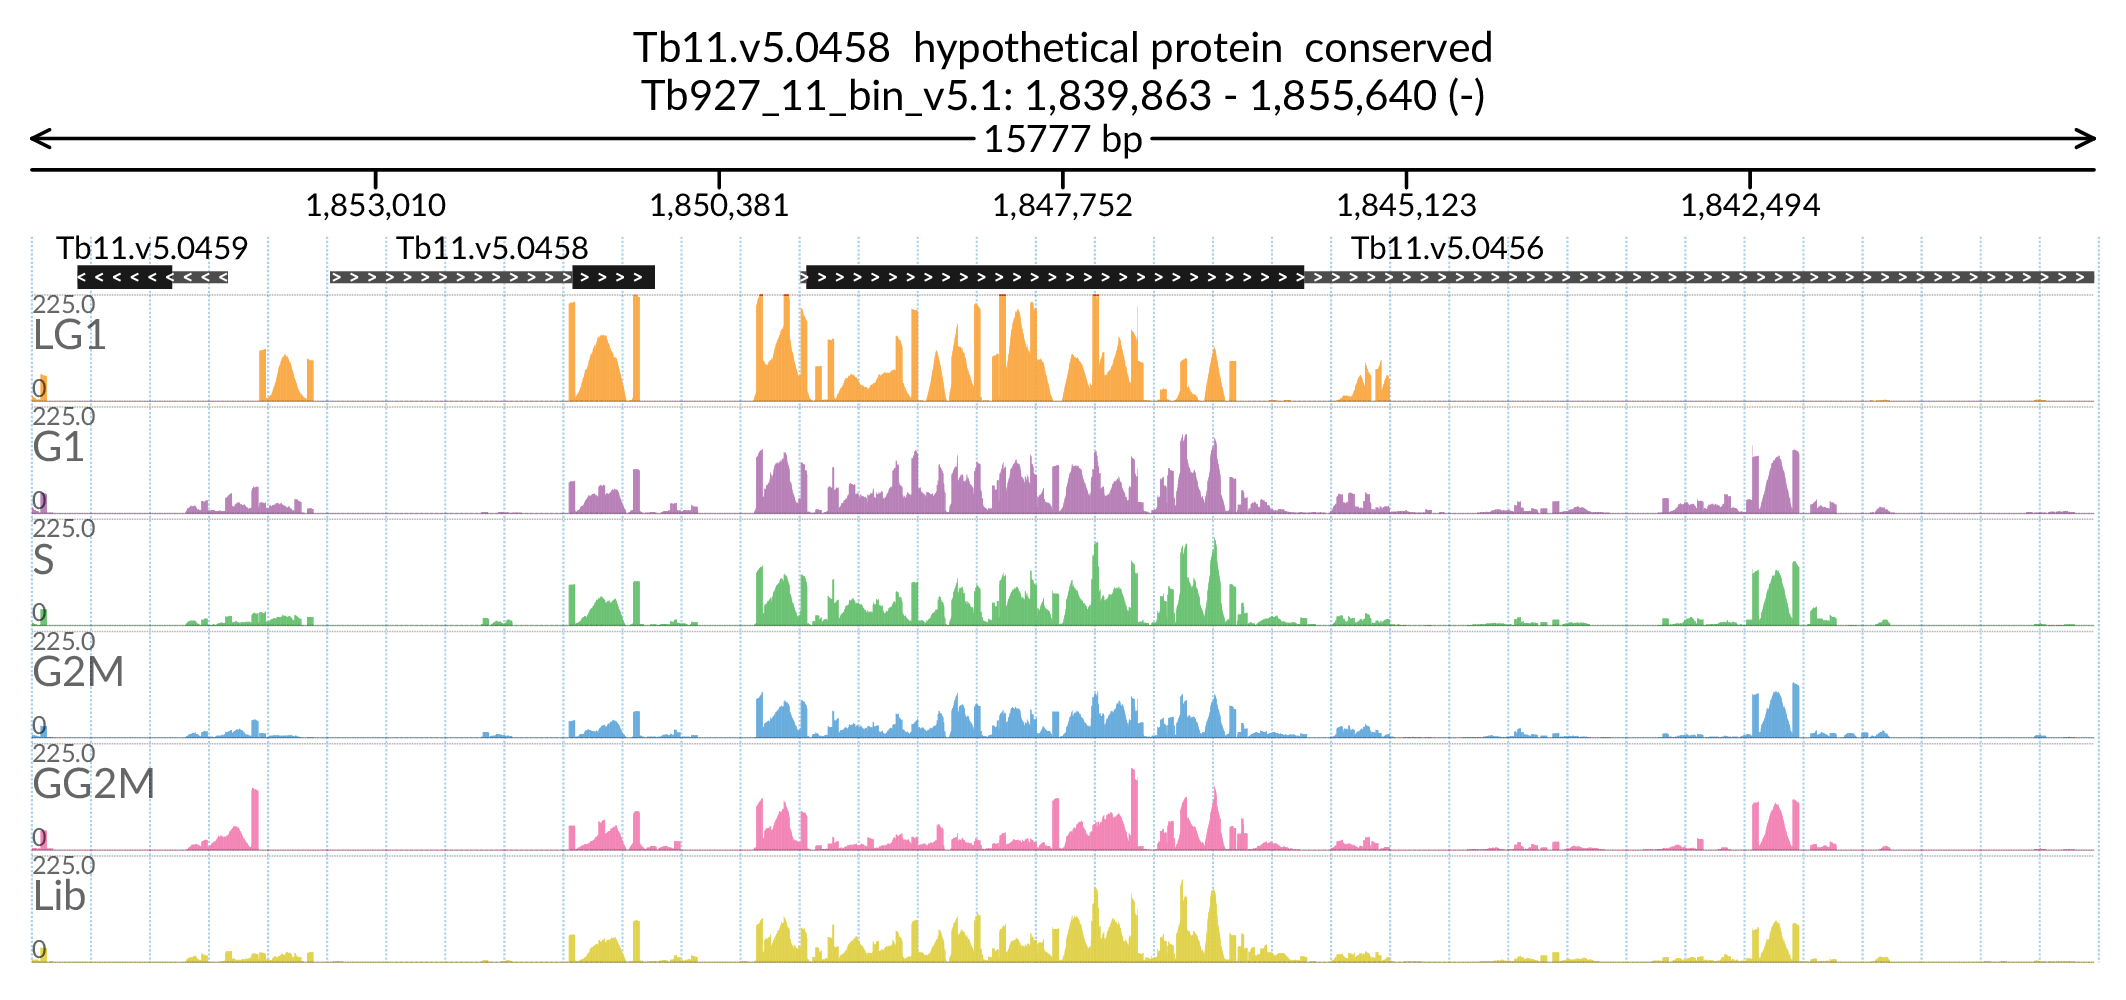 Tb11.v5.0458  hypothetical protein  conserved
Tb927_11_bin_v5.1: 1,839,863 - 1,855,640 (-)
15777 bp
1,853,010 1,850,381 1,847,752 1,845,123 1,842,494
Tb11.v5.0459 Tb11.v5.0458 Tb11.v5.0456
225.0
LG1
0
225.0
G1
0
225.0
S
0
225.0
G2M
0
225.0
GG2M
0
225.0
Lib
0